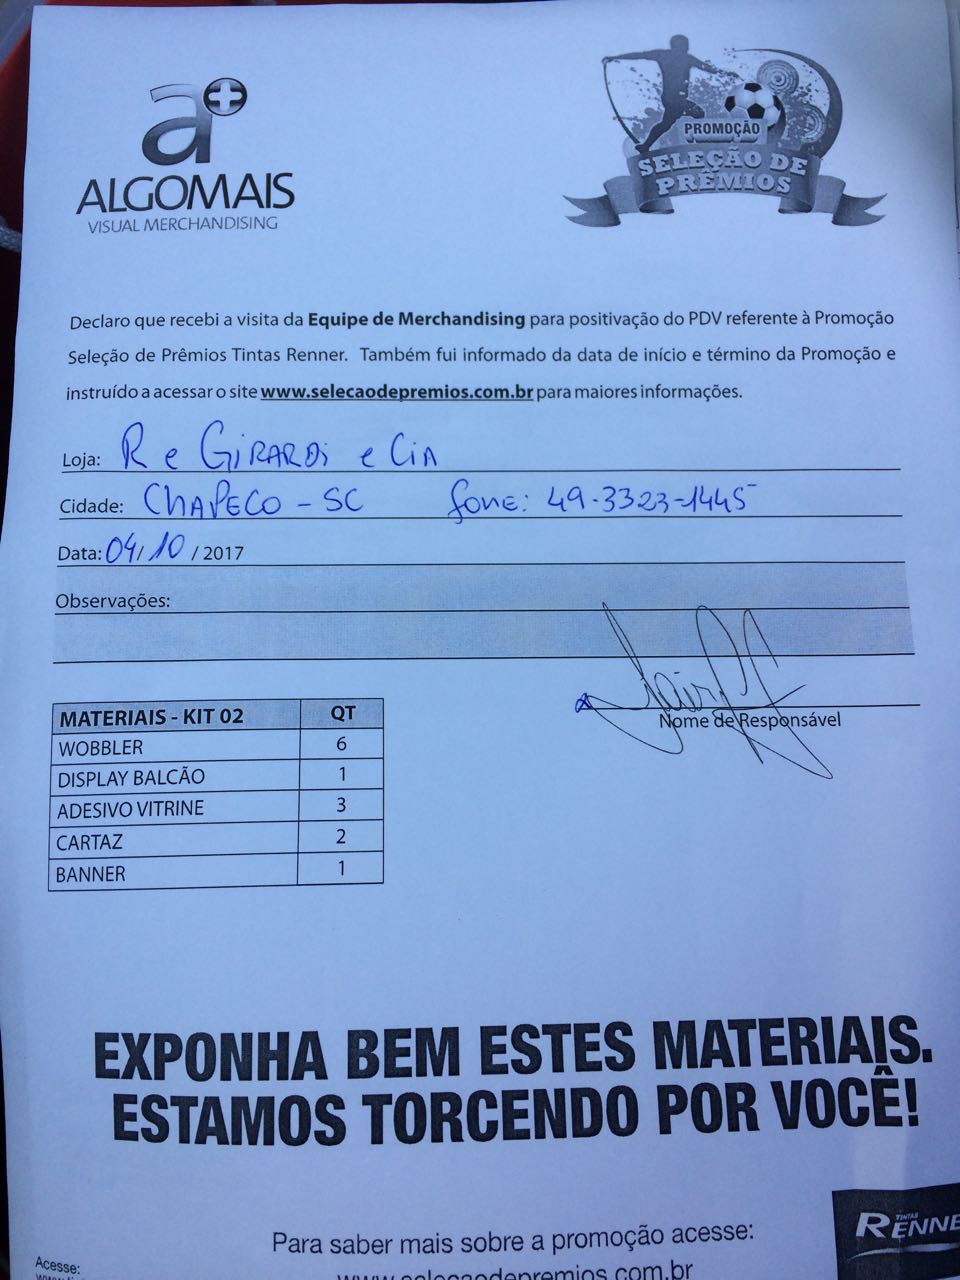 a+
ALGOMAIS
VISUAL MERCHANDISING
PROMOÇÃO
SELEÇÃO DE
PRÊMIOS
Declaro que recebi a visita da Equipe de Merchandising para positivação do PDV referente à Promoção
Seleção de Prêmios Tintas Renner. Também fui informado da data de início e término da Promoção e
instruído a acessar o site www.selecaodepremios.com.br para maiores informações.
Loja: R e GiRARDi e Cia
Cidade: CHAPECO - SC fone: 49-3323-1445
Data: 04/10/2017
Observações:
Nome de Responsável
MATERIAIS - KIT 02 QT
WOBBLER 6
DISPLAY BALCÃO 1
ADESIVO VITRINE 3
CARTAZ 2
BANNER 1
EXPONHA BEM ESTES MATERIAIS.
ESTAMOS TORCENDO POR VOCÊ!
TINTAS
RENNE
Para saber mais sobre a promoção acesse:
www.selecaodepremios.com.br
Acesse: